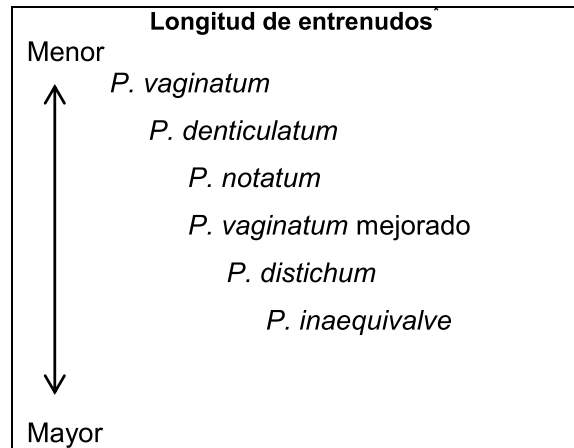 Longitud de entrenudos*
Menor
P. vaginatum
P. denticulatum
P. notatum
P. vaginatum mejorado
P. distichum
P. inaequivalve
Mayor